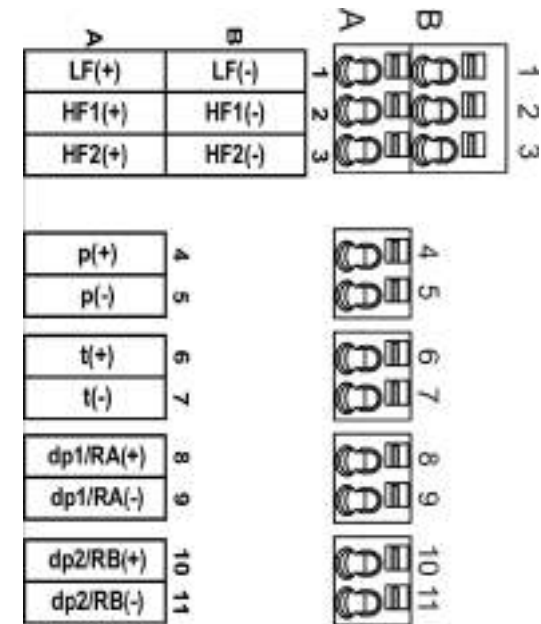 A B
A B
LF(+) LF(-) 1 1
HF1(+) HF1(-) 2 2
HF2(+) HF2(-) 3 3
p(+) 4 4
p(-) 5 5
t(+) 6 6
t(-) 7 7
dp1/RA(+) 8 8
dp1/RA(-) 9 9
dp2/RB(+) 10 10
dp2/RB(-) 11 11